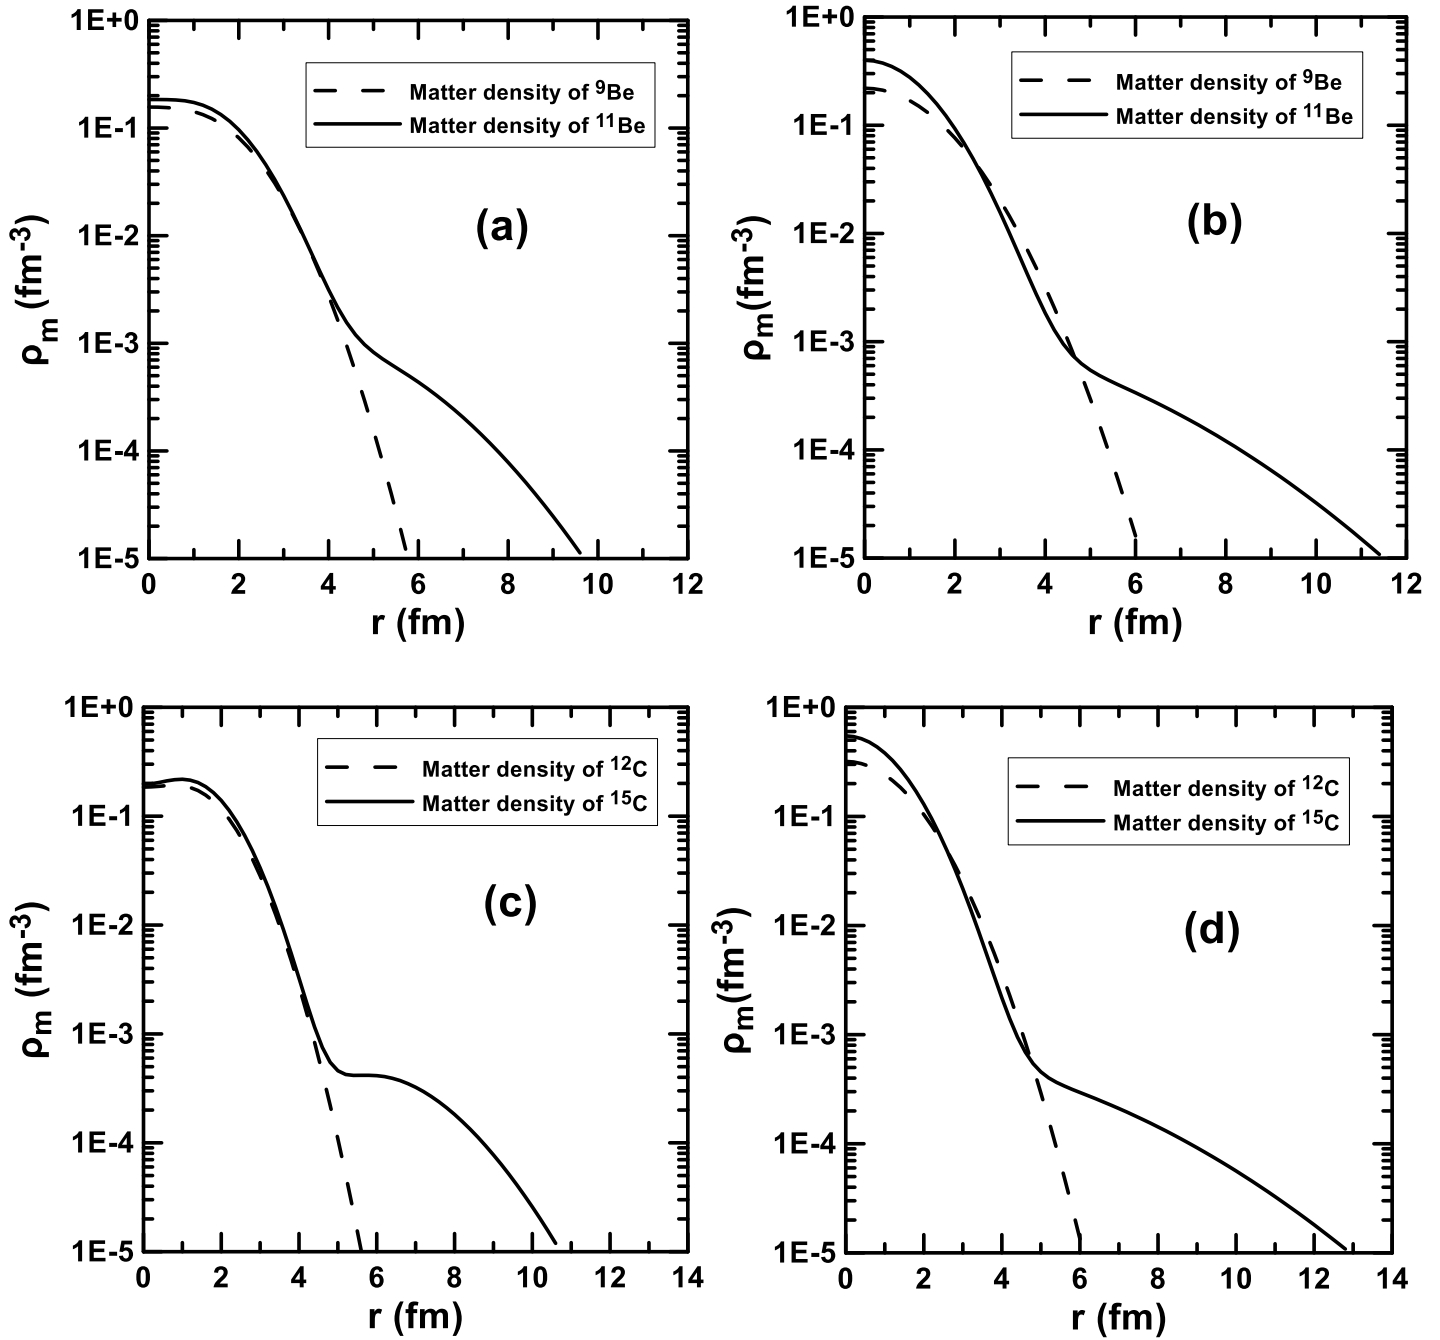 1E+0
Matter density of ⁹Be
Matter density of ¹¹Be
1E-1
(a)
1E-2
ρₘ (fm⁻³)
1E-3
1E-4
1E-5
0 2 4 6 8 10 12
r (fm)
1E+0
Matter density of ⁹Be
Matter density of ¹¹Be
1E-1
(b)
1E-2
ρₘ(fm⁻³)
1E-3
1E-4
1E-5
0 2 4 6 8 10 12
r (fm)
1E+0
Matter density of ¹²C
Matter density of ¹⁵C
1E-1
(c)
1E-2
ρₘ (fm⁻³)
1E-3
1E-4
1E-5
0 2 4 6 8 10 12 14
r (fm)
1E+0
Matter density of ¹²C
Matter density of ¹⁵C
1E-1
(d)
1E-2
ρₘ(fm⁻³)
1E-3
1E-4
1E-5
0 2 4 6 8 10 12 14
r (fm)